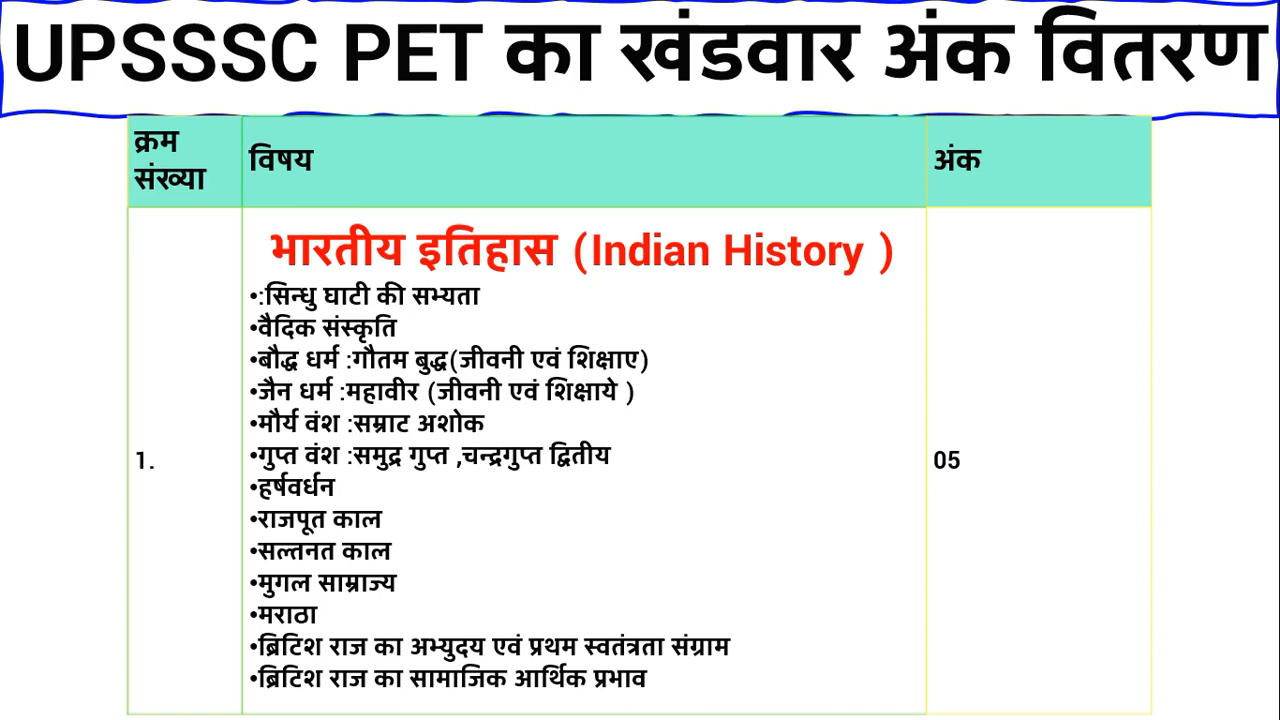 UPSSSC PET का खंडवार अंक वितरण
क्रम संख्या
विषय
अंक
1.
भारतीय इतिहास (Indian History )
•:सिन्धु घाटी की सभ्यता
•वैदिक संस्कृति
•बौद्ध धर्म :गौतम बुद्ध(जीवनी एवं शिक्षाए)
•जैन धर्म :महावीर (जीवनी एवं शिक्षाये )
•मौर्य वंश :सम्राट अशोक
•गुप्त वंश :समुद्र गुप्त ,चन्द्रगुप्त द्वितीय
•हर्षवर्धन
•राजपूत काल
•सल्तनत काल
•मुगल साम्राज्य
•मराठा
•ब्रिटिश राज का अभ्युदय एवं प्रथम स्वतंत्रता संग्राम
•ब्रिटिश राज का सामाजिक आर्थिक प्रभाव
05